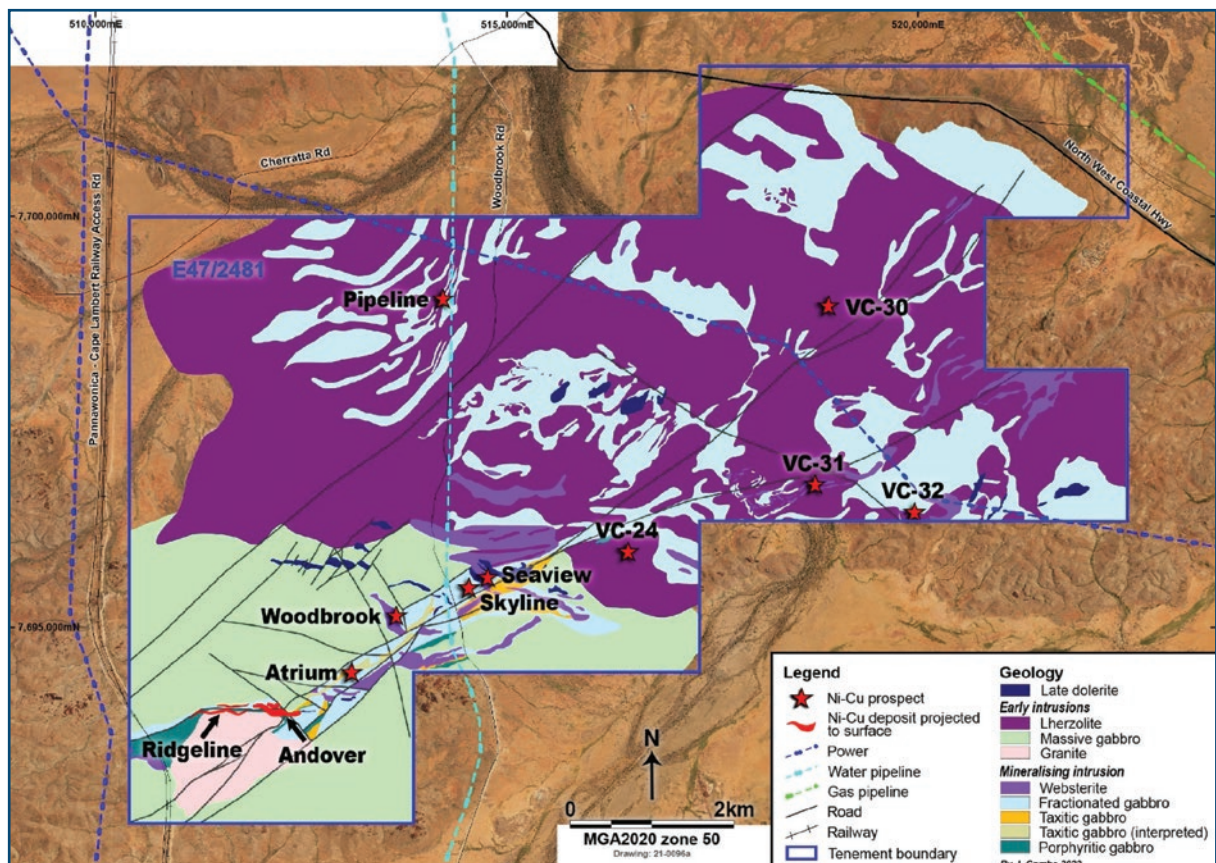 510,000mE
515,000mE
520,000mE
Cherratta Rd
Woodbrook Rd
North West Coastal Hwy
Pannawonica - Cape Lambert Railway Access Rd
7,700,000mN
E47/2481
Pipeline
VC-30
VC-31
VC-32
VC-24
Seaview
Skyline
Woodbrook
7,695,000mN
Atrium
Ridgeline
Andover
N
0
2km
MGA2020 zone 50
Drawing: 21-0096a
Legend
Ni-Cu prospect
Ni-Cu deposit projected
to surface
Power
Water pipeline
Gas pipeline
Road
Railway
Tenement boundary
Geology
Late dolerite
Early intrusions
Lherzolite
Massive gabbro
Granite
Mineralising intrusion
Websterite
Fractionated gabbro
Taxitic gabbro
Taxitic gabbro (interpreted)
Porphyritic gabbro